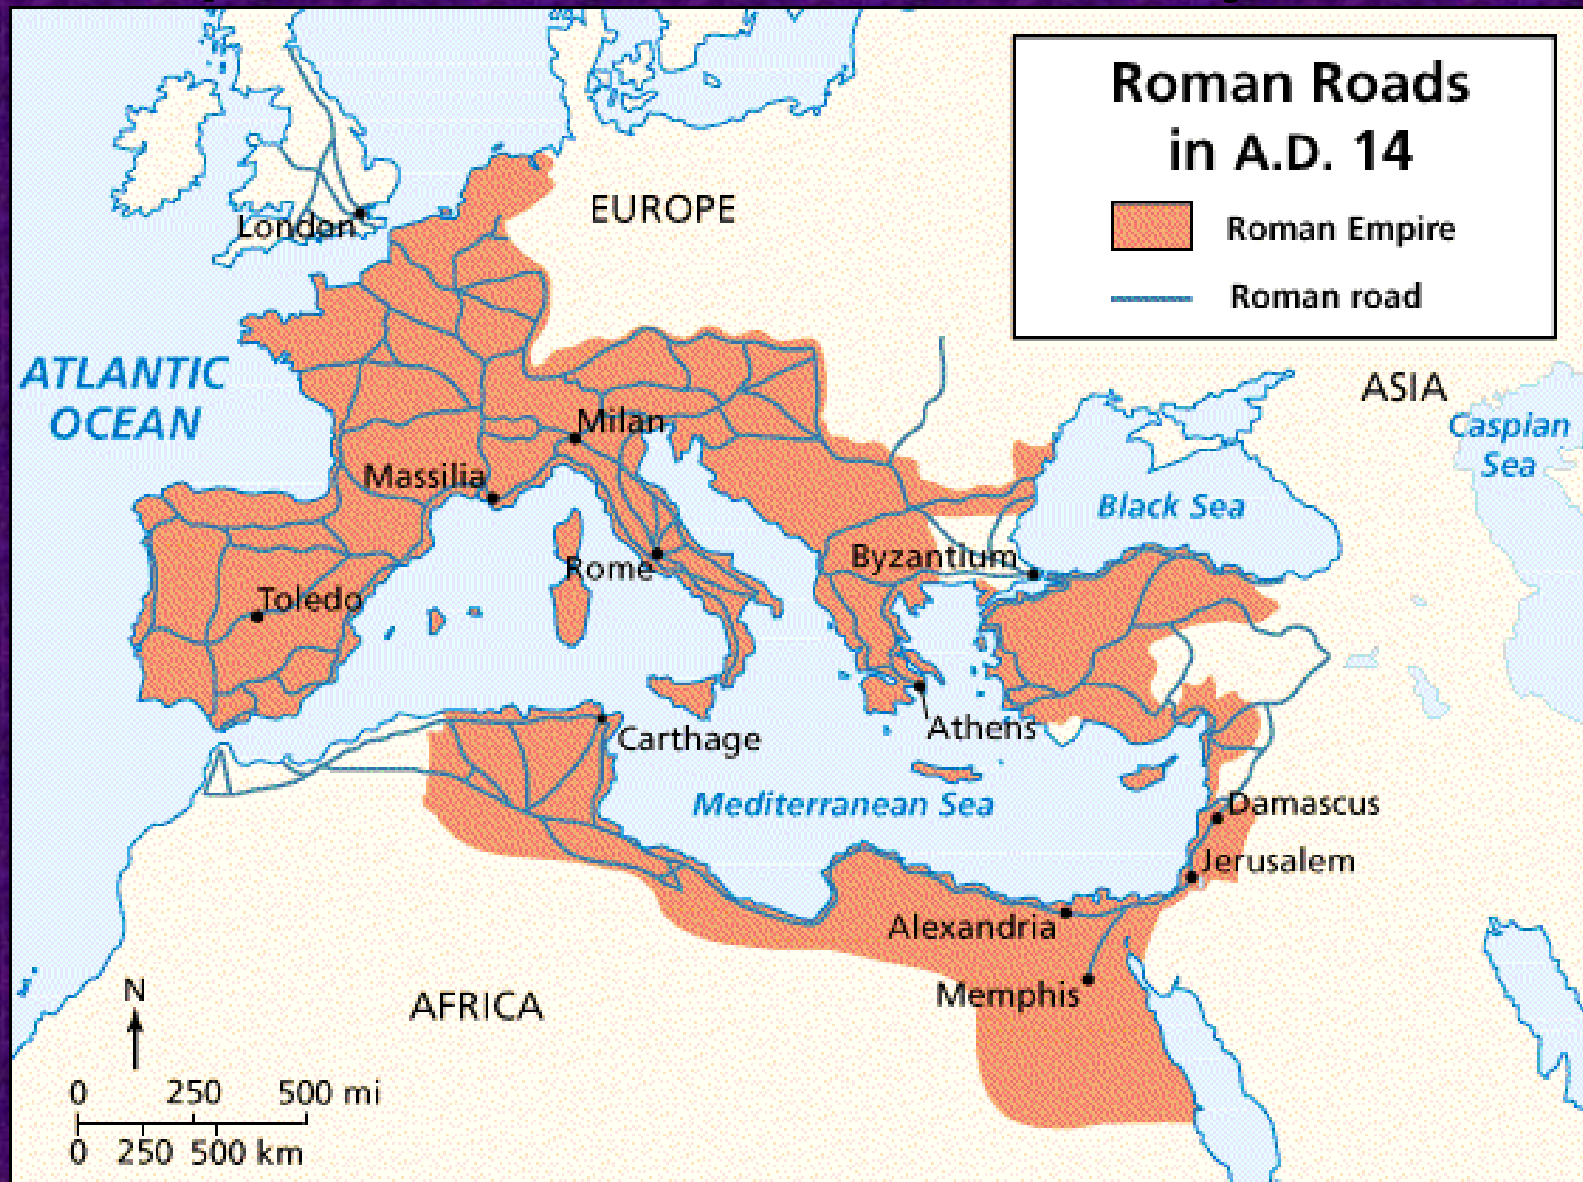 Roman Roads
in A.D. 14
Roman Empire
Roman road
EUROPE
London
ATLANTIC
OCEAN
ASIA
Caspian
Sea
Milan
Massilia
Black Sea
Byzantium
Rome
Toledo
Athens
Carthage
Mediterranean Sea
Damascus
Jerusalem
Alexandria
Memphis
AFRICA
N
0 250 500 mi
0 250 500 km